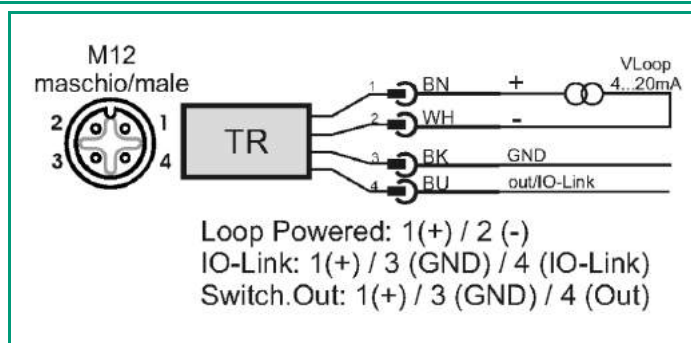 M12
maschio/male
2 1
3 4
TR
1 BN + VLoop
4...20mA
2 WH -
3 BK GND
4 BU out/IO-Link
Loop Powered: 1(+) / 2 (-)
IO-Link: 1(+) / 3 (GND) / 4 (IO-Link)
Switch.Out: 1(+) / 3 (GND) / 4 (Out)